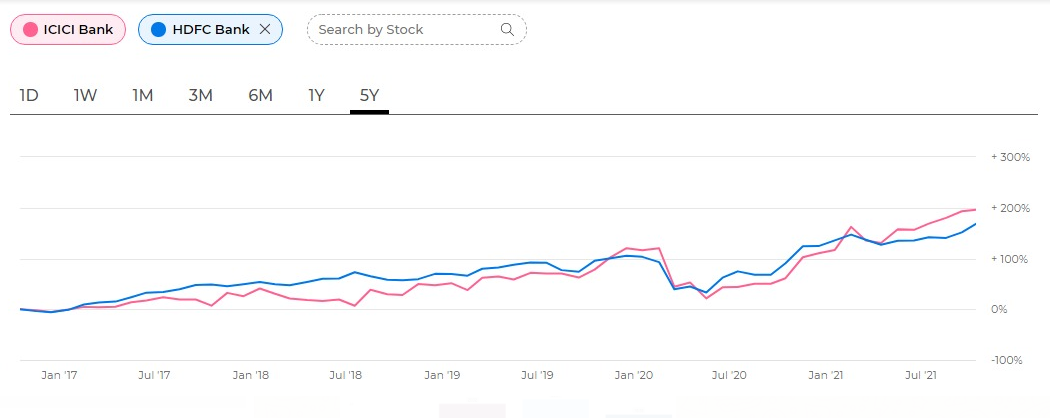 ICICI Bank HDFC Bank Search by Stock
1D 1W 1M 3M 6M 1Y 5Y
+ 300%
+ 200%
+ 100%
0%
-100%
Jan '17 Jul '17 Jan '18 Jul '18 Jan '19 Jul '19 Jan '20 Jul '20 Jan '21 Jul '21